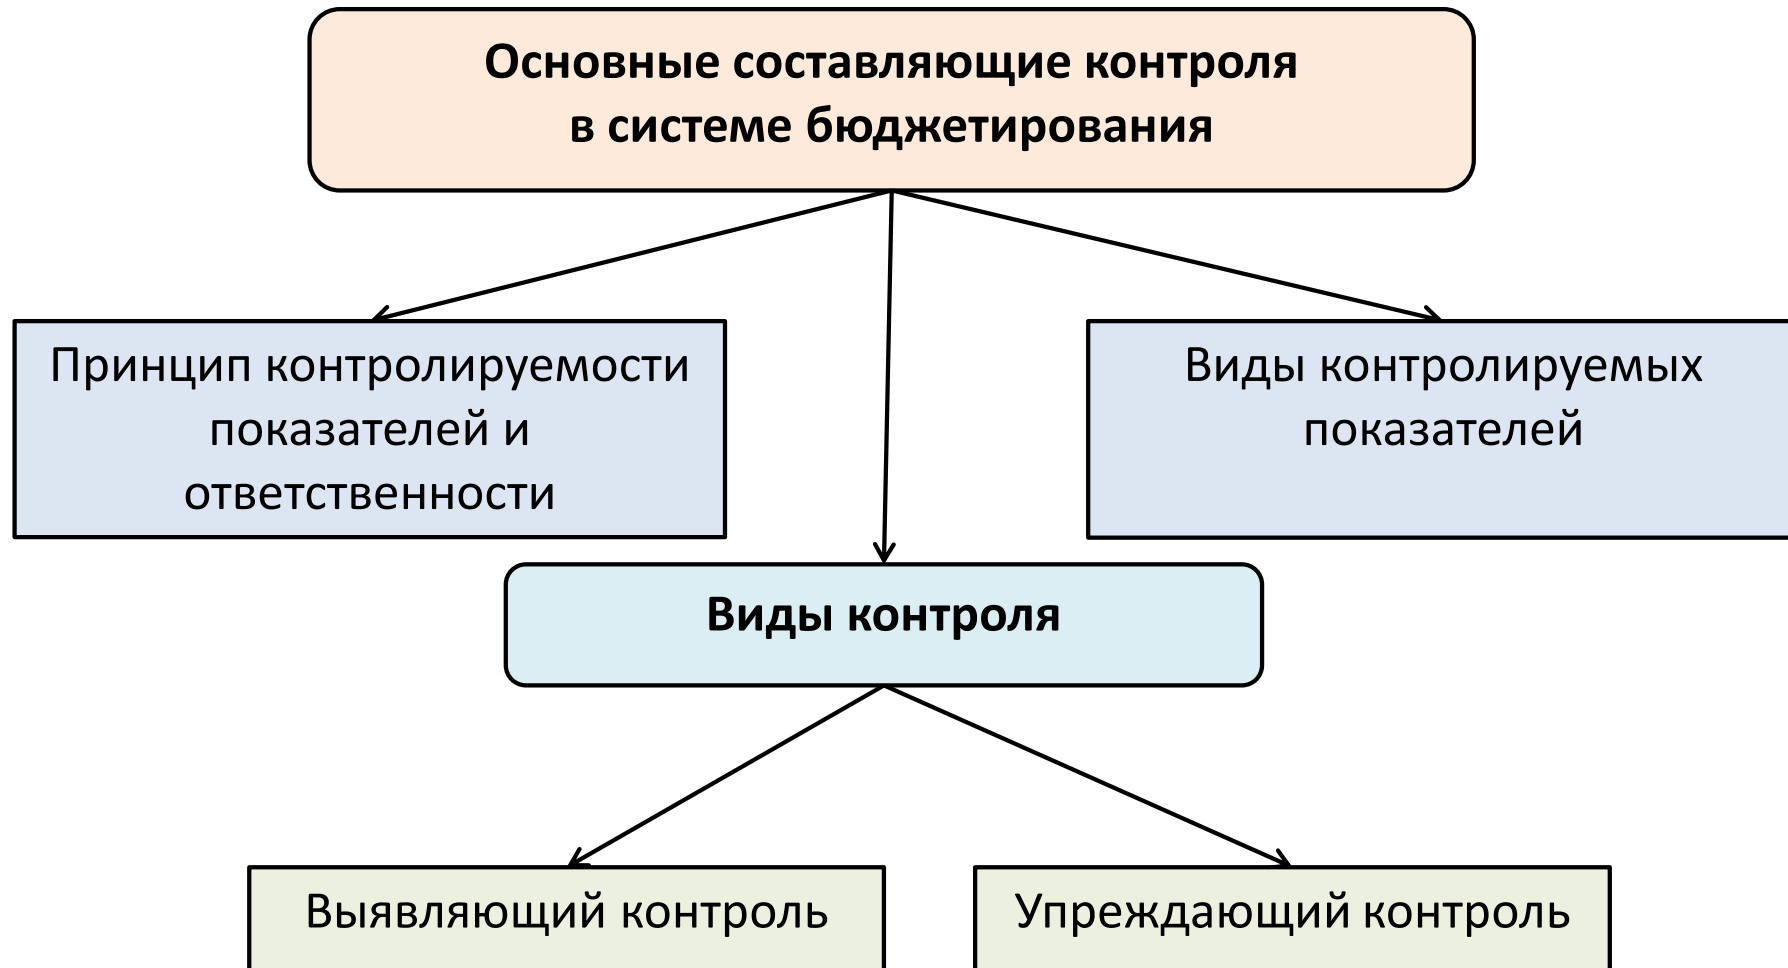 Основные составляющие контроля
в системе бюджетирования
Принцип контролируемости
показателей и
ответственности
Виды контролируемых
показателей
Виды контроля
Выявляющий контроль
Упреждающий контроль